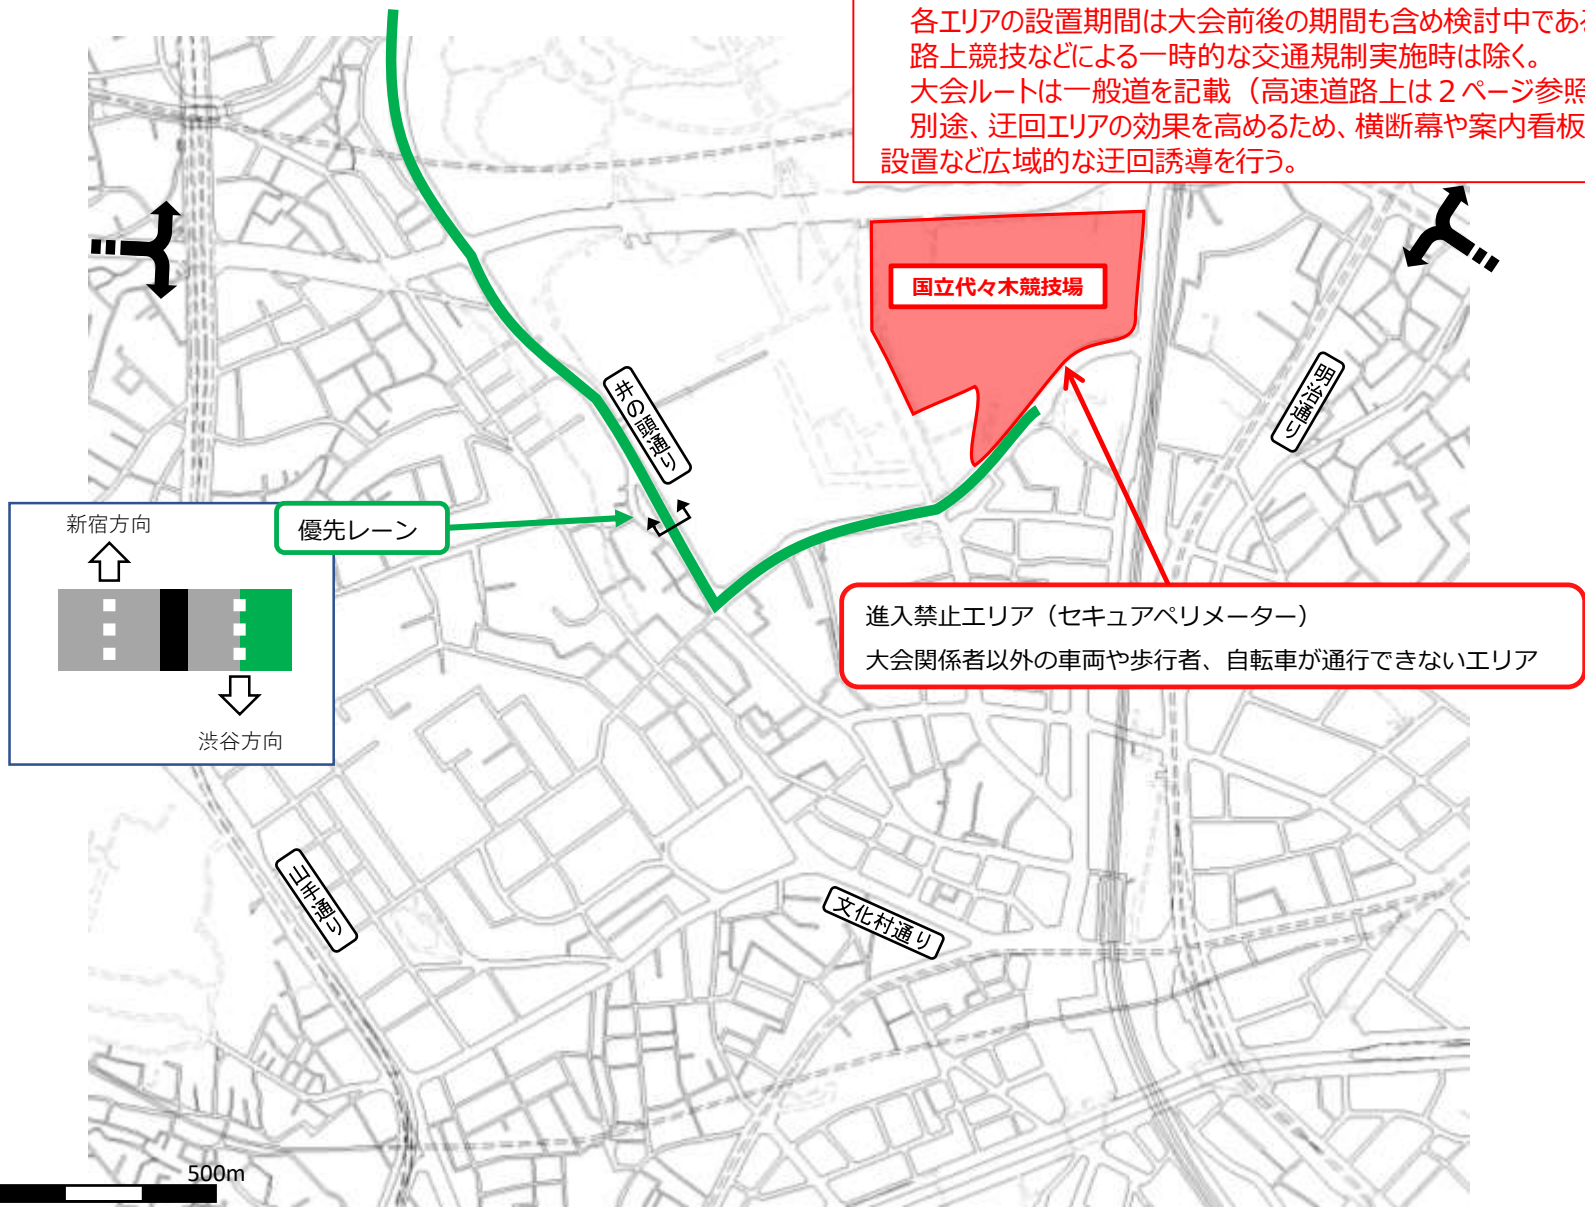 各エリアの設置期間は大会前後の期間も含め検討中である
路上競技などによる一時的な交通規制実施時は除く。
大会ルートは一般道を記載（高速道路上は２ページ参照
別途、迂回エリアの効果を高めるため、横断幕や案内看板
設置など広域的な迂回誘導を行う。
国立代々木競技場
明治通り
井の頭通り
新宿方向
優先レーン
渋谷方向
進入禁止エリア（セキュアペリメーター）
大会関係者以外の車両や歩行者、自転車が通行できないエリア
山手通り
文化村通り
500m